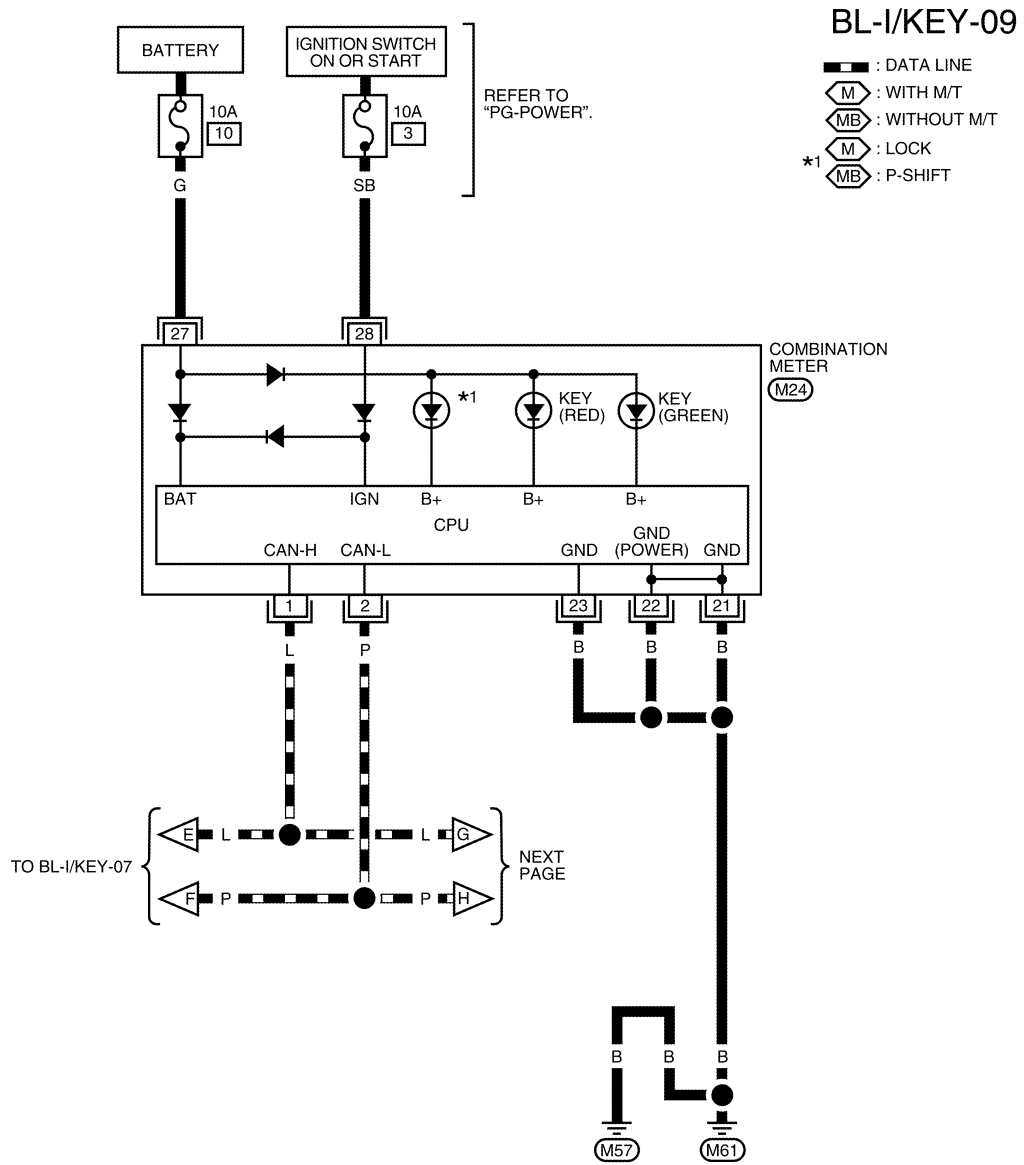 BL-I/KEY-09
BATTERY
IGNITION SWITCH
ON OR START
10A
10
10A
3
REFER TO
“PG-POWER”.
: DATA LINE
M : WITH M/T
MB : WITHOUT M/T
*1
M : LOCK
MB : P-SHIFT
G
SB
27
28
COMBINATION
METER
M24
*1
KEY
(RED)
KEY
(GREEN)
BAT
IGN
B+
B+
B+
CPU
CAN-H
CAN-L
GND
GND
(POWER)
GND
1
2
23
22
21
L
P
B
B
B
TO BL-I/KEY-07
E
L
L
G
F
P
P
H
NEXT
PAGE
B
B
B
M57
M61